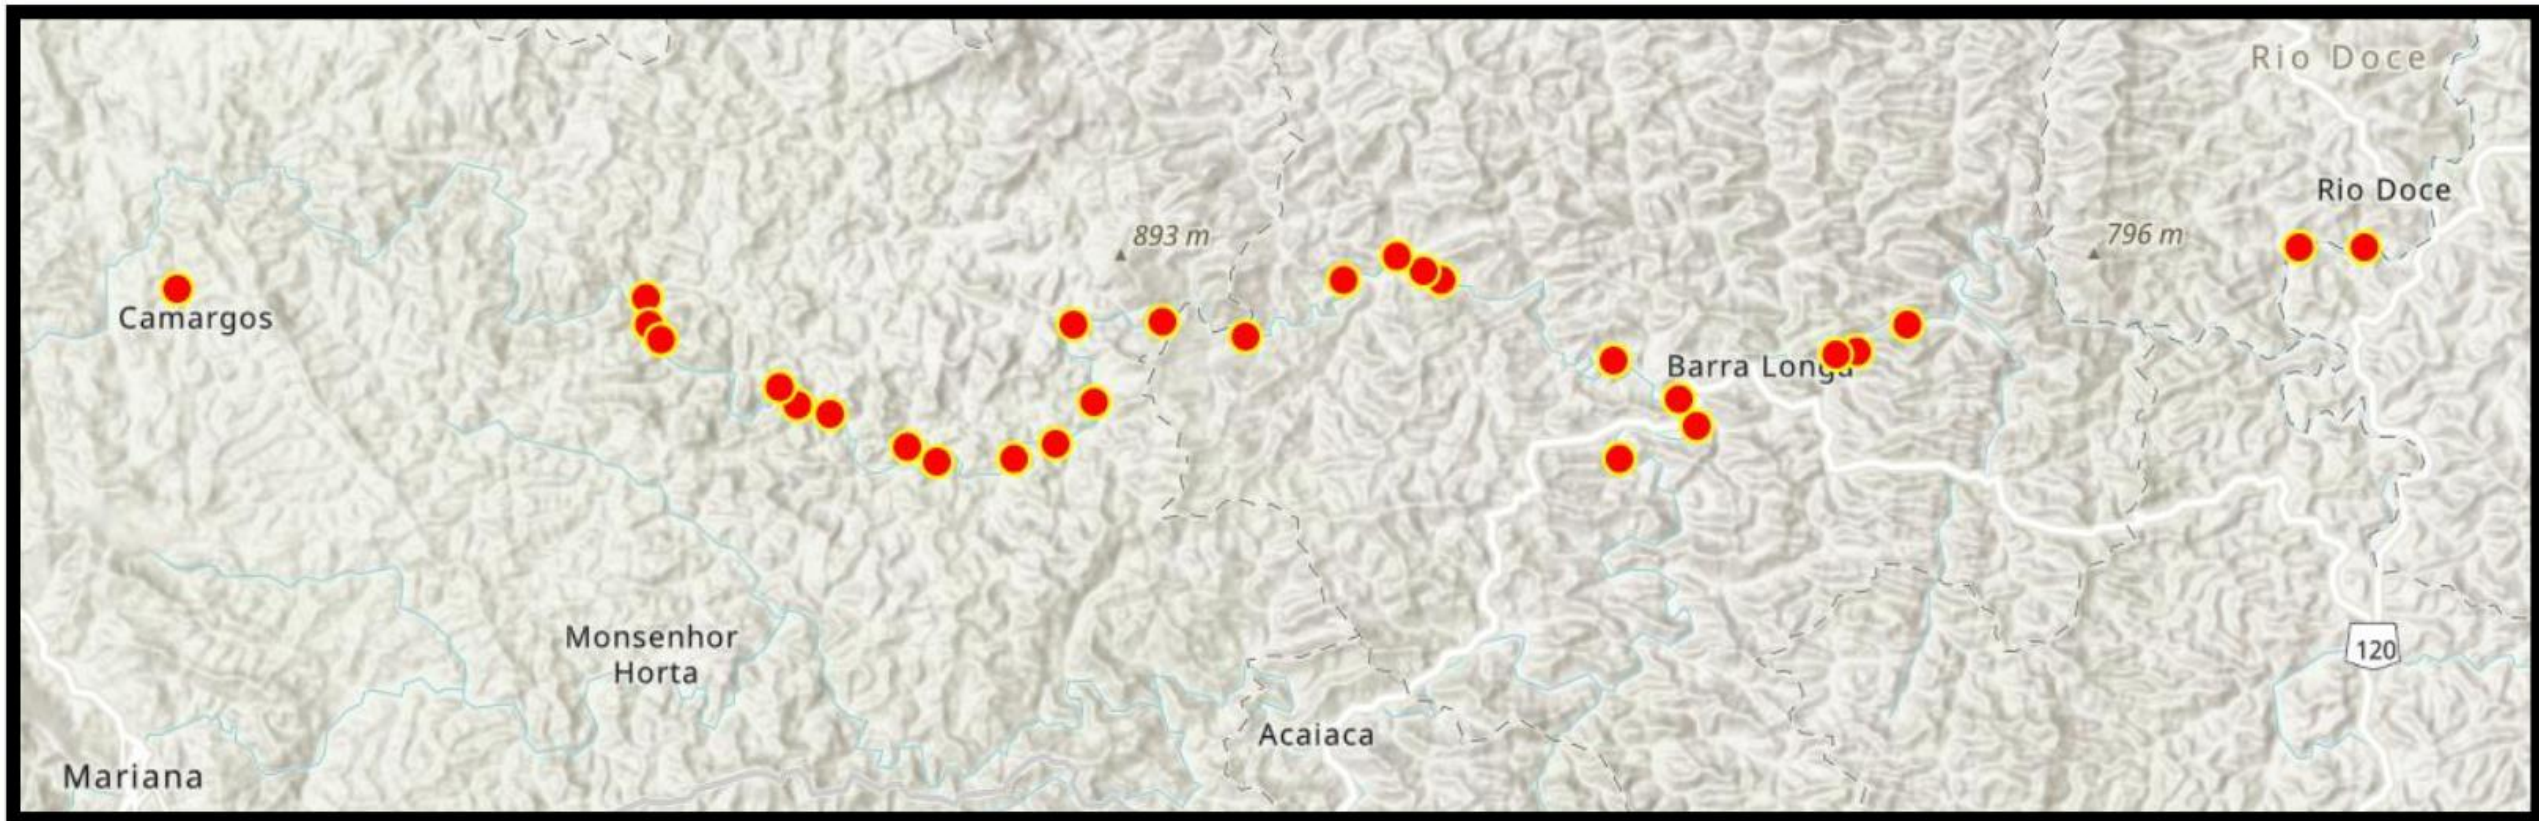 Rio Doce
Rio Doce
893 m
796 m
Camargos
Barra Longa
Monsenhor
Horta
120
Acaiaca
Mariana